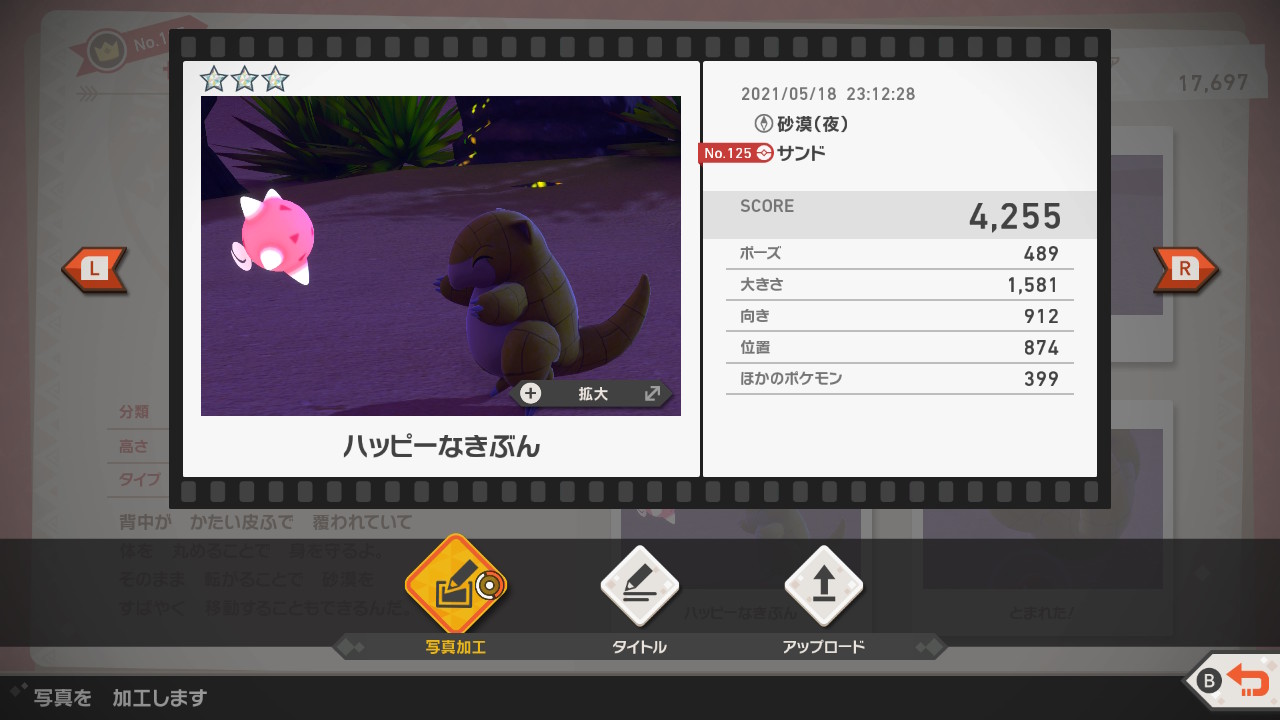 No.1
17,697
2021/05/18 23:12:28
砂漠(夜)
No.125 サンド
SCORE 4,255
ポーズ 489
大きさ 1,581
向き 912
位置 874
ほかのポケモン 399
L
R
+ 拡大
ハッピーなきぶん
分類
高さ
タイプ
背中が かたい皮ふで 覆われていて
体を 丸めることで 身を守るよ。
そのまま 転がることで 砂漠を
すばやく 移動することもできるんだ。
ハッピーなきぶん
とまれた!
写真加工
タイトル
アップロード
B
写真を 加工します